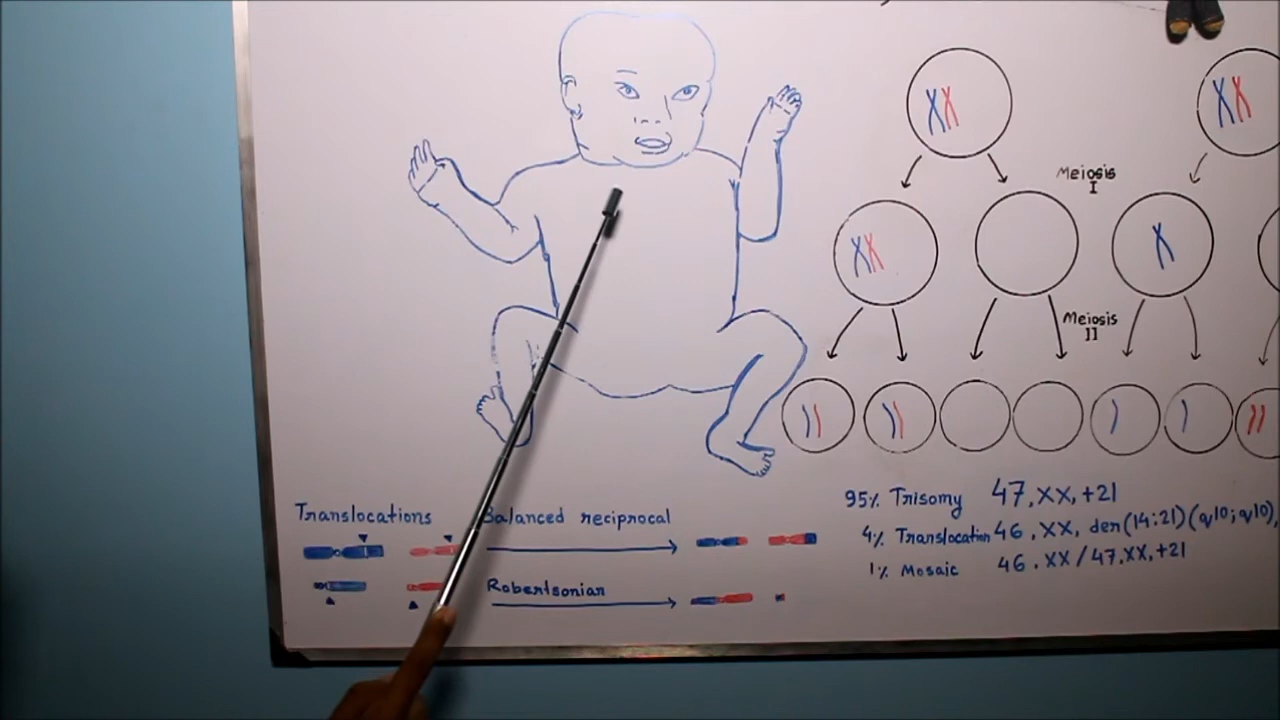 Meiosis
I
Meiosis
II
Translocations
Balanced reciprocal
Robertsonian
95% Trisomy 47,XX,+21
4% Translocation 46,XX, der(14:21)(q10;q10),
1% Mosaic 46.XX/47,XX,+21